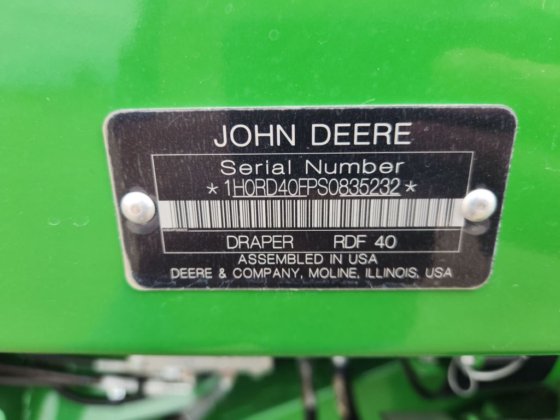 JOHN DEERE
Serial Number
*1H0RD40FPS0835232*
DRAPER RDF 40
ASSEMBLED IN USA
DEERE & COMPANY, MOLINE, ILLINOIS, USA